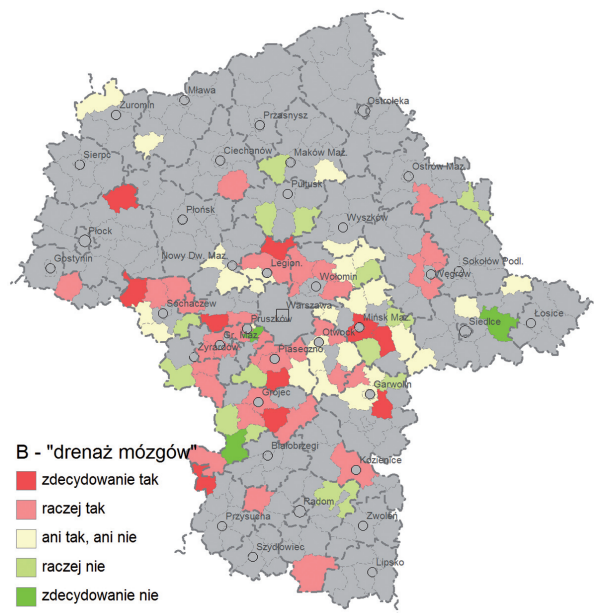 Mława
Żuromin
Ostrołęka
Przasnysz
Sierpc
Ciechanów
Maków Maz.
Ostrów Maz.
Pułtusk
Płońsk
Wyszków
Płock
Nowy Dw. Maz.
Legion.
Gostynin
Wołomin
Sokołów Podl.
Węgrów
Sochaczew
Warszawa
Pruszków
Mińsk Maz.
Siedlce
Łosice
Gr. Maz.
Otwock
Żyrardów
Piaseczno
Garwolin
Grójec
B - "drenaż mózgów"
Białobrzegi
zdecydowanie tak
Kozienice
raczej tak
Radom
Przysucha
Zwoleń
ani tak, ani nie
Szydłowiec
raczej nie
Lipsko
zdecydowanie nie